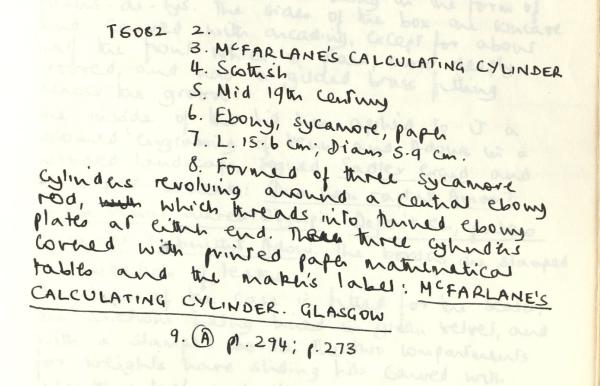 T6082 2.
3. MCFARLANE'S CALCULATING CYLINDER
4. Scottish
5. Mid 19th century
6. Ebony, sycamore, paper
7. L. 15.6 cm; Diam: 5.9 cm.
8. Formed of three sycamore
cylinders revolving around a central ebony
rod, which threads into turned ebony
plates at either end. The three cylinders
covered with printed paper mathematical
tables and the maker's label: MCFARLANE'S
CALCULATING CYLINDER. GLASGOW
9. (A) pl. 294; p. 273